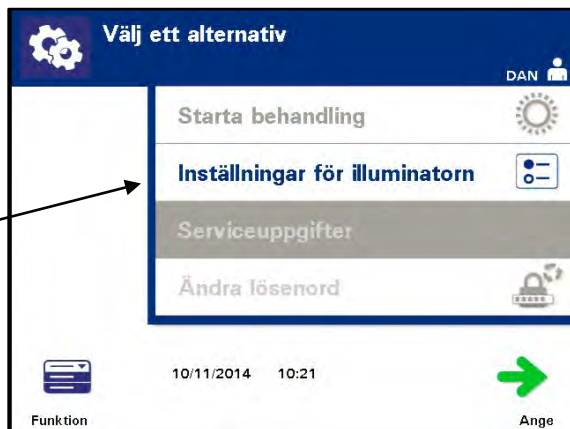 Välj ett alternativ
DAN
Starta behandling
Inställningar för illuminatorn
Serviceuppgifter
Ändra lösenord
10/11/2014 10:21
Funktion
Ange